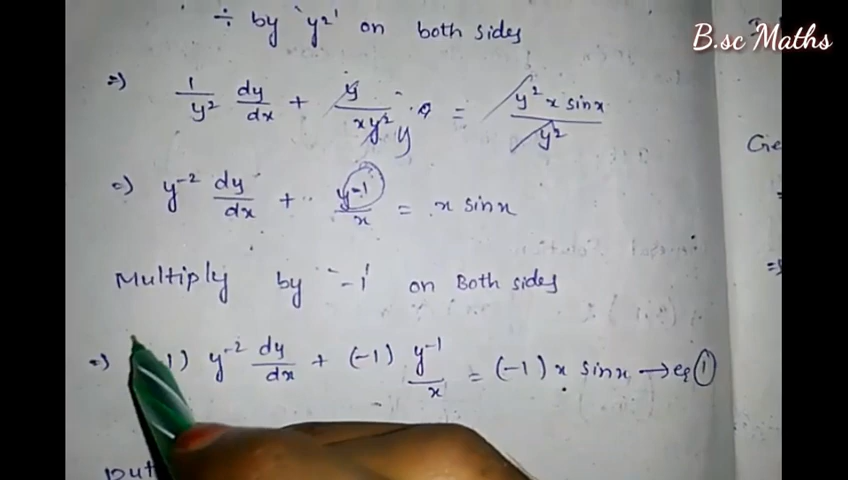 ÷ by 'y²' on both sides
B.sc Maths
=) 1/y² dy/dx + y/xy² y = y² x sinx/y²
=) y⁻² dy/dx + y⁻¹/x = x sinx
Multiply by '-1' on Both sides
=) 1) y⁻² dy/dx + (-1) y⁻¹/x = (-1) x sinx → eq ①